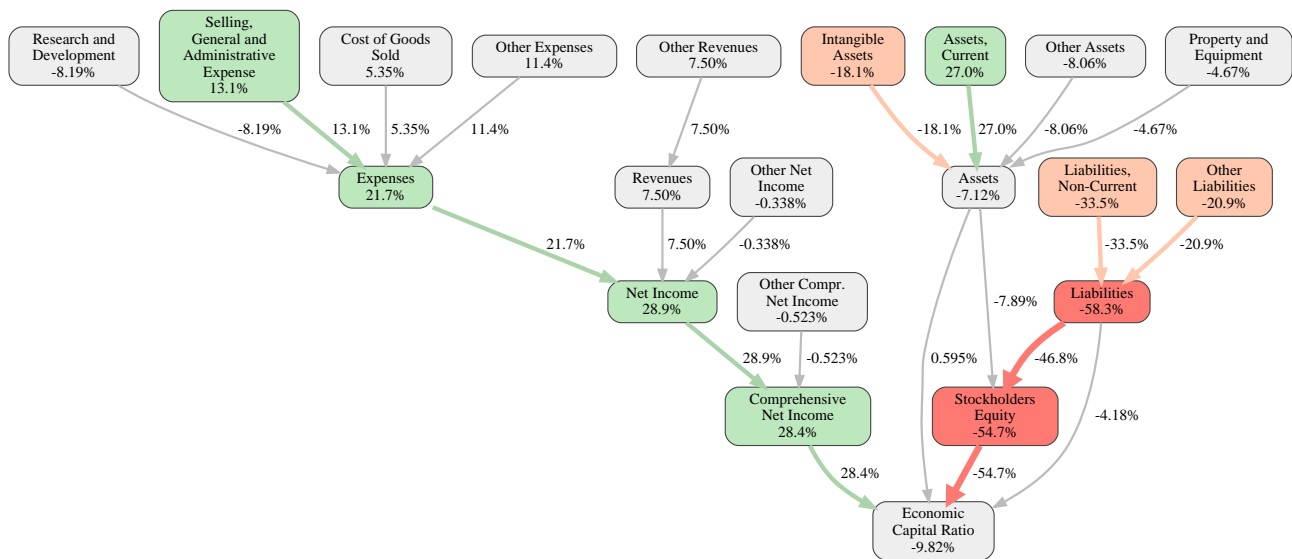 Research and
Development
-8.19%
Selling,
General and
Administrative
Expense
13.1%
Cost of Goods
Sold
5.35%
Other Expenses
11.4%
Other Revenues
7.50%
Intangible
Assets
-18.1%
Assets,
Current
27.0%
Other Assets
-8.06%
Property and
Equipment
-4.67%
-8.19%
13.1%
5.35%
11.4%
7.50%
-18.1%
27.0%
-8.06%
-4.67%
Expenses
21.7%
Revenues
7.50%
Other Net
Income
-0.338%
Assets
-7.12%
Liabilities,
Non-Current
-33.5%
Other
Liabilities
-20.9%
21.7%
7.50%
-0.338%
-33.5%
-20.9%
Net Income
28.9%
Other Compr.
Net Income
-0.523%
-7.89%
Liabilities
-58.3%
28.9%
-0.523%
0.595%
-46.8%
Comprehensive
Net Income
28.4%
Stockholders
Equity
-54.7%
-4.18%
28.4%
-54.7%
Economic
Capital Ratio
-9.82%